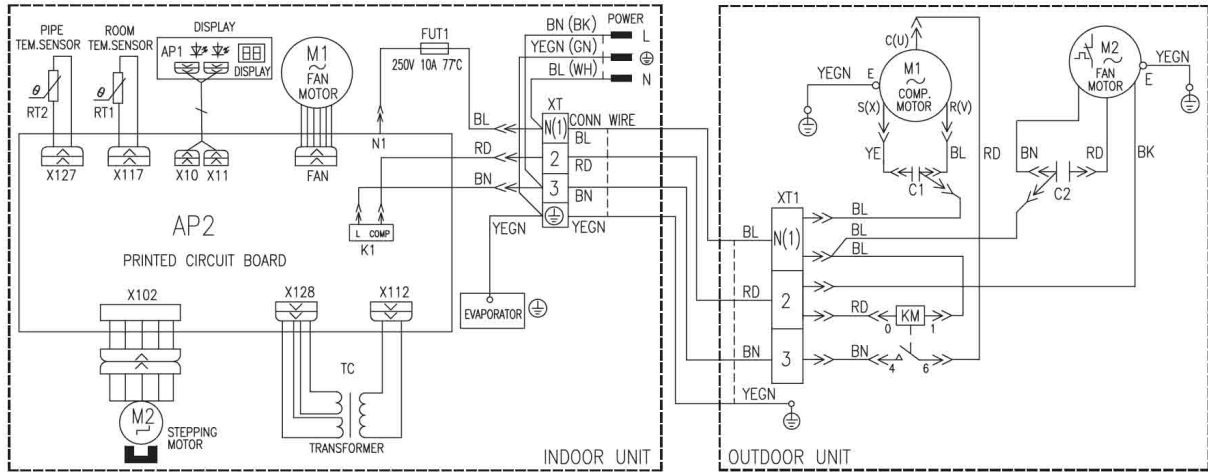 PIPE
TEM.SENSOR
ROOM
TEM.SENSOR
DISPLAY
AP1
DISPLAY
θ
RT2
θ
RT1
M1
~
FAN
MOTOR
FUT1
250V 10A 77°C
BN (BK)
POWER
L
YEGN (GN)
BL (WH)
N
X127
X117
X10
X11
FAN
N1
BL
XT
N(1)
CONN WIRE
BL
RD
2
RD
BN
3
BN
L COMP
K1
YEGN
YEGN
AP2
PRINTED CIRCUIT BOARD
X102
X128
X112
EVAPORATOR
TC
TRANSFORMER
M2
STEPPING
MOTOR
INDOOR UNIT
C(U)
M1
~
COMP.
MOTOR
E
YEGN
S(X)
R(V)
YE
BL
RD
C1
M2
~
FAN
MOTOR
E
YEGN
BN
RD
BK
C2
XT1
BL
N(1)
BL
BL
BL
RD
2
RD
0
KM
1
BN
3
BN
4
6
YEGN
OUTDOOR UNIT